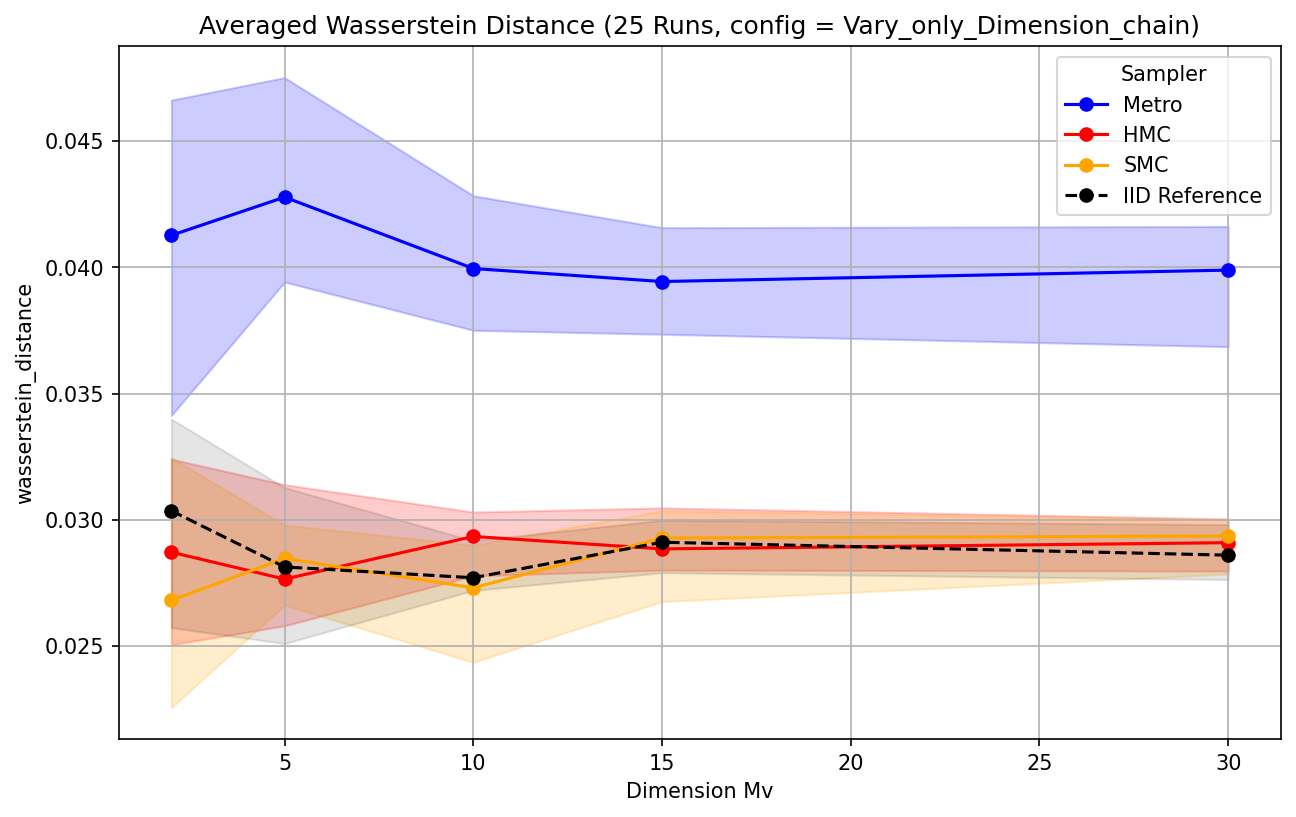 Averaged Wasserstein Distance (25 Runs, config = Vary_only_Dimension_chain)
Sampler
Metro
HMC
SMC
IID Reference
wasserstein_distance
0.045
0.040
0.035
0.030
0.025
5 10 15 20 25 30
Dimension Mv